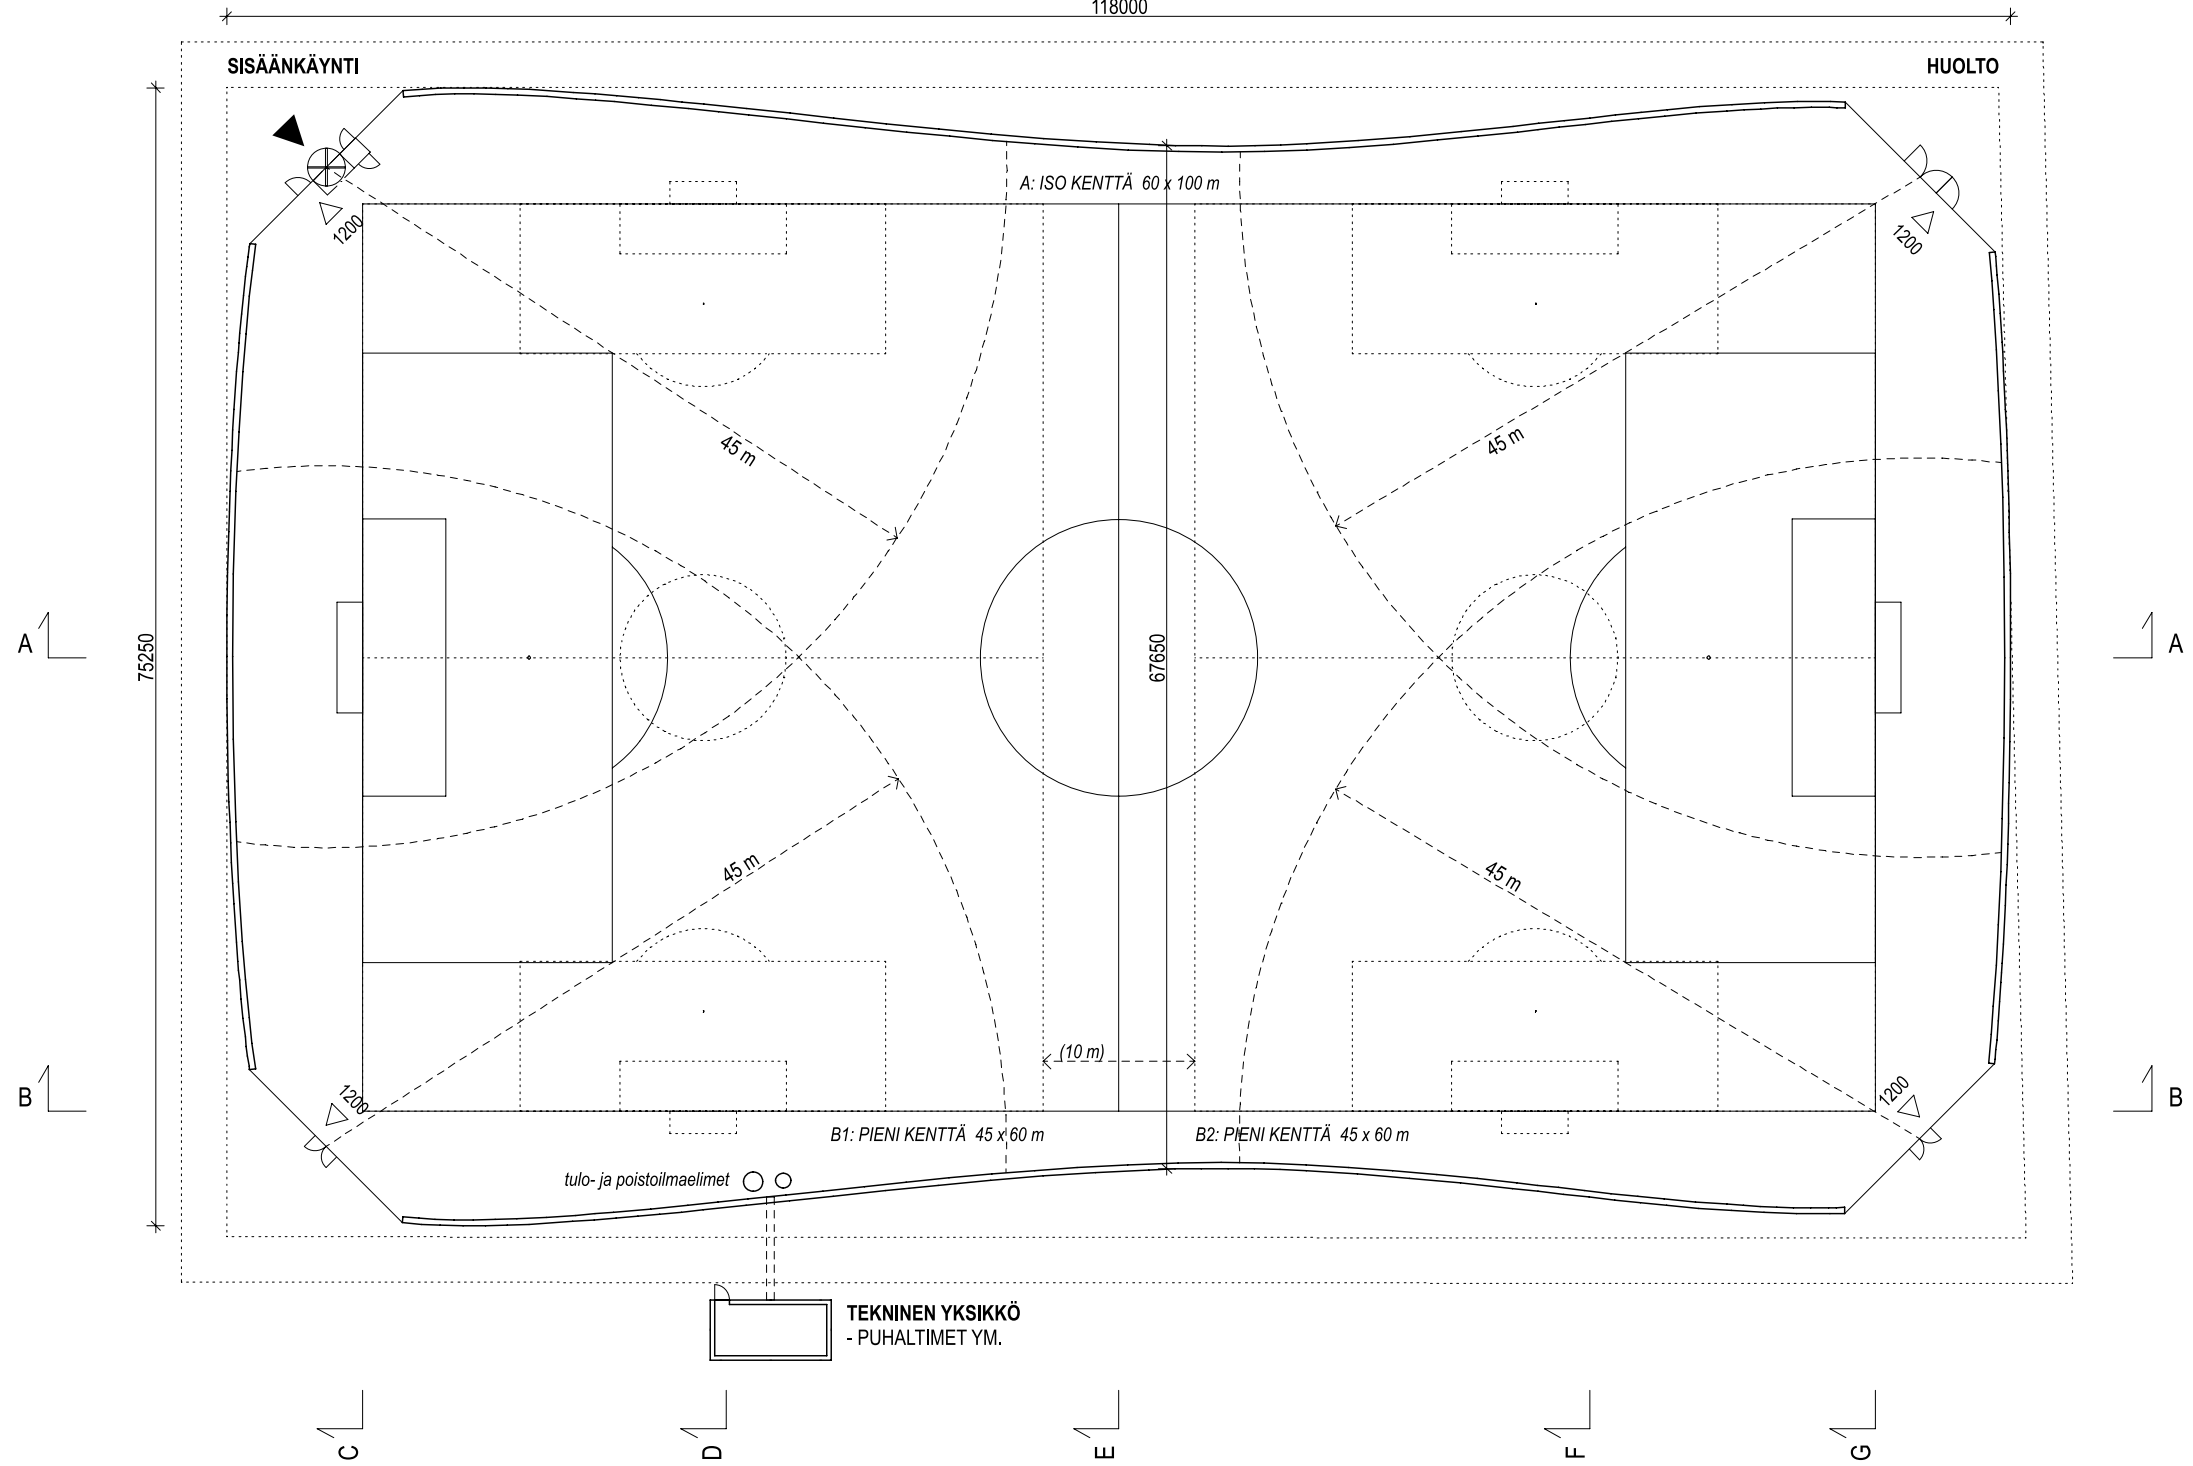 118000
SISÄÄNKÄYNTI
HUOLTO
A: ISO KENTTÄ 60 x 100 m
1200
1200
45 m
45 m
A
75250
67650
A
45 m
45 m
(10 m)
B
1200
1200
B
B1: PIENI KENTTÄ 45 x 60 m
B2: PIENI KENTTÄ 45 x 60 m
tulo- ja poistoilmaelimet
TEKNINEN YKSIKKÖ
- PUHALTIMET YM.
C
D
E
F
G